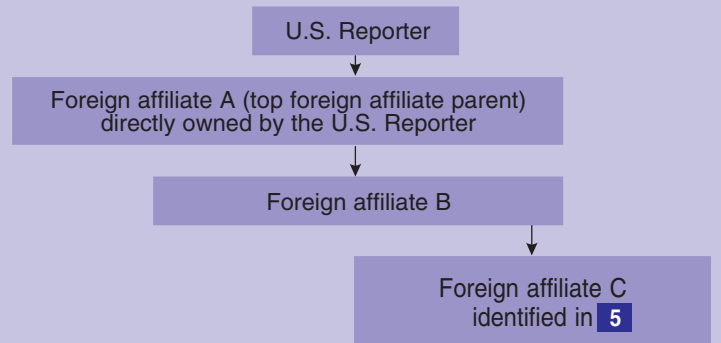 U.S. Reporter
Foreign affiliate A (top foreign affiliate parent)
directly owned by the U.S. Reporter
Foreign affiliate B
Foreign affiliate C
identified in 5